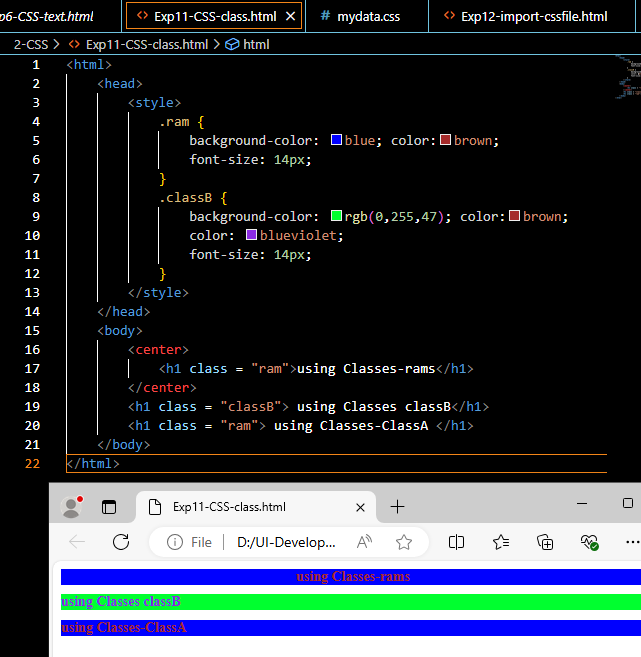 p6-CSS-text.html <> Exp11-CSS-class.html × # mydata.css <> Exp12-import-cssfile.html
2-CSS > <> Exp11-CSS-class.html > html
1 <html>
2 <head>
3 <style>
4 .ram {
5 background-color: blue; color: brown;
6 font-size: 14px;
7 }
8 .classB {
9 background-color: rgb(0,255,47); color: brown;
10 color: blueviolet;
11 font-size: 14px;
12 }
13 </style>
14 </head>
15 <body>
16 <center>
17 <h1 class = "ram">using Classes-rams</h1>
18 </center>
19 <h1 class = "classB"> using Classes classB</h1>
20 <h1 class = "ram"> using Classes-ClassA </h1>
21 </body>
22 </html>
Exp11-CSS-class.html
File D:/UI-Develop...
using Classes-rams
using Classes classB
using Classes-ClassA